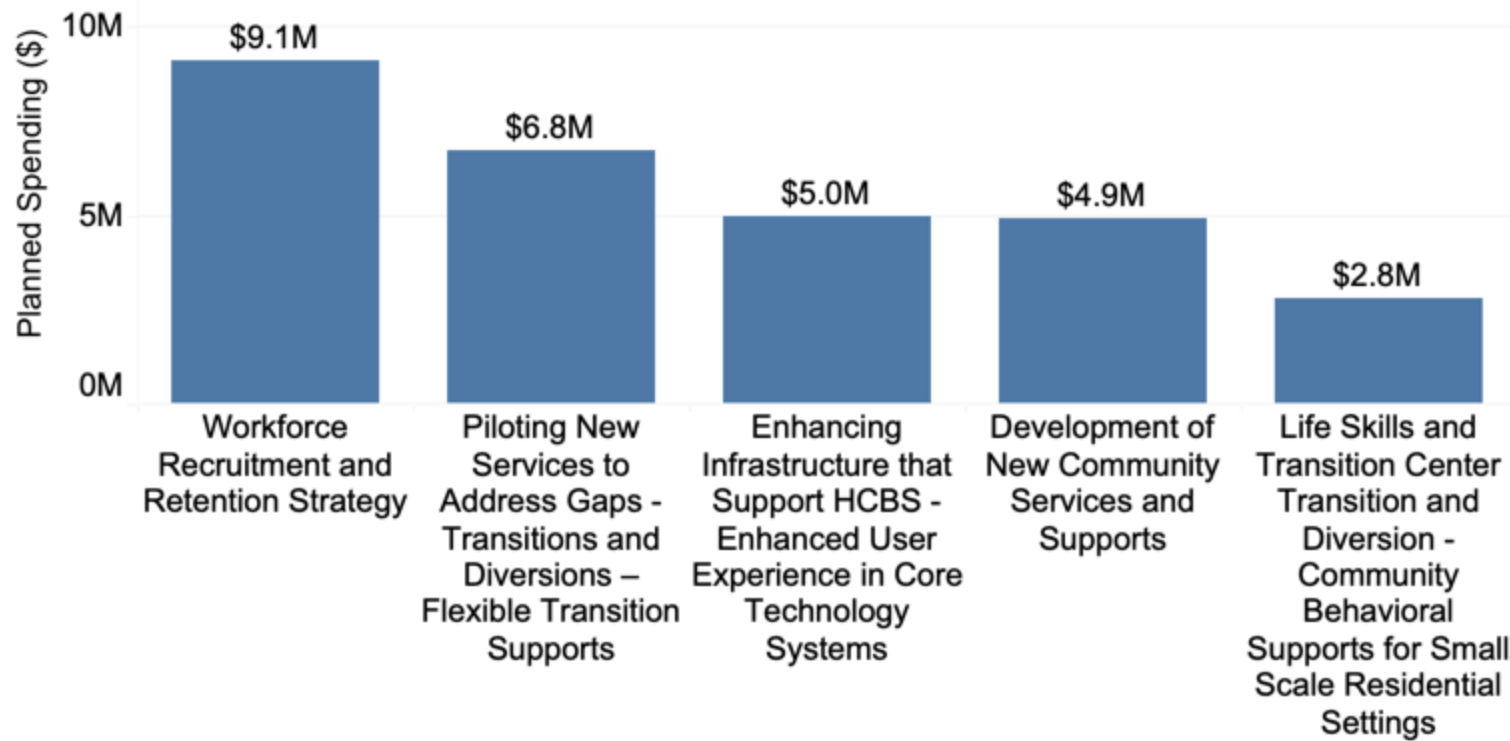 Planned Spending ($)
10M
5M
0M
$9.1M
$6.8M
$5.0M
$4.9M
$2.8M
Workforce
Recruitment and
Retention Strategy
Piloting New
Services to
Address Gaps -
Transitions and
Diversions –
Flexible Transition
Supports
Enhancing
Infrastructure that
Support HCBS -
Enhanced User
Experience in Core
Technology
Systems
Development of
New Community
Services and
Supports
Life Skills and
Transition Center
Transition and
Diversion -
Community
Behavioral
Supports for Small
Scale Residential
Settings